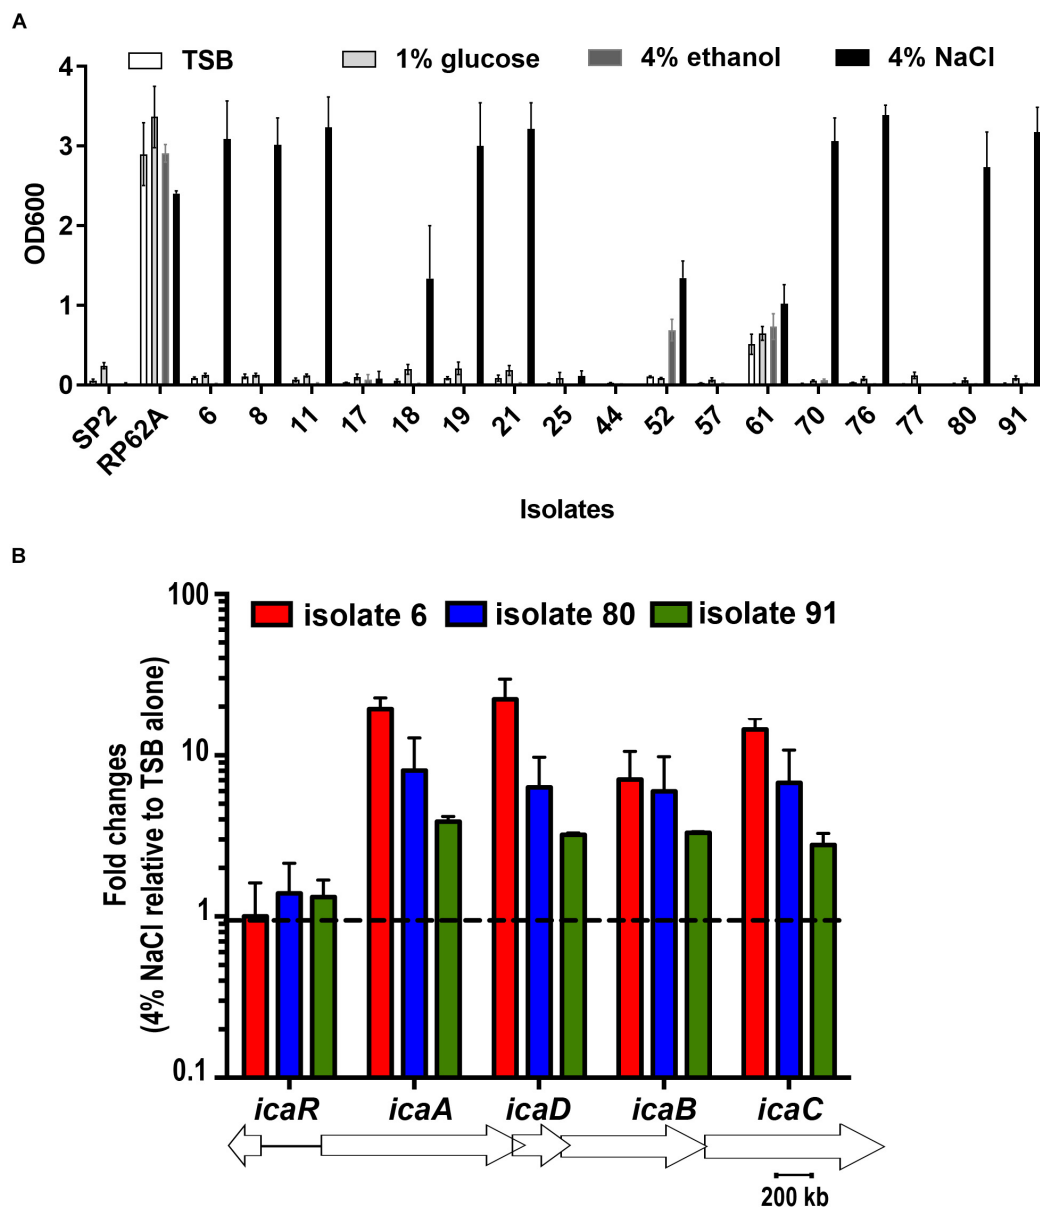 A
TSB 1% glucose 4% ethanol 4% NaCl
4
3
2
1
0
OD600
SP2 RP62A 6 8 11 17 18 19 21 25 44 52 57 61 70 76 77 80 91
Isolates
B
isolate 6 isolate 80 isolate 91
100
10
1
0.1
Fold changes
(4% NaCl relative to TSB alone)
icaR icaA icaD icaB icaC
200 kb